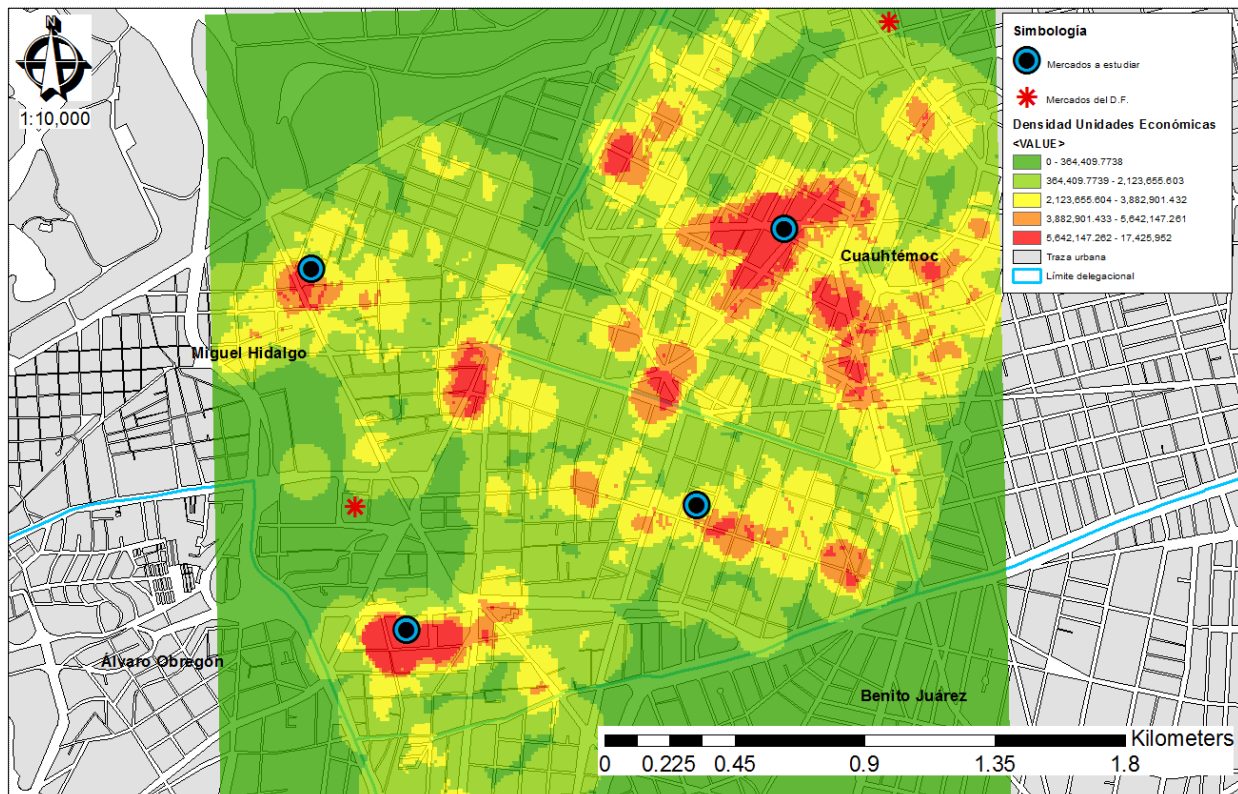 N
1:10,000
Simbología
Mercados a estudiar
Mercados del D.F.
Densidad Unidades Económicas
<VALUE>
0 - 364,409.7738
364,409.7739 - 2,123,655.603
2,123,655.604 - 3,882,901.432
3,882,901.433 - 5,642,147.261
5,642,147.262 - 17,425,952
Traza urbana
Límite delegacional
Cuauhtémoc
Miguel Hidalgo
Álvaro Obregón
Benito Juárez
Kilometers
0 0.225 0.45 0.9 1.35 1.8